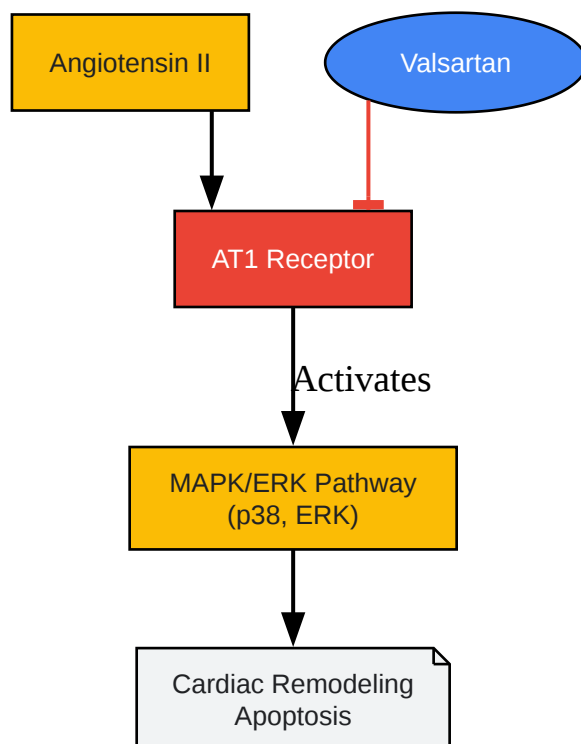 Angiotensin II
Valsartan
AT1 Receptor
Activates
MAPK/ERK Pathway
(p38, ERK)
Cardiac Remodeling
Apoptosis